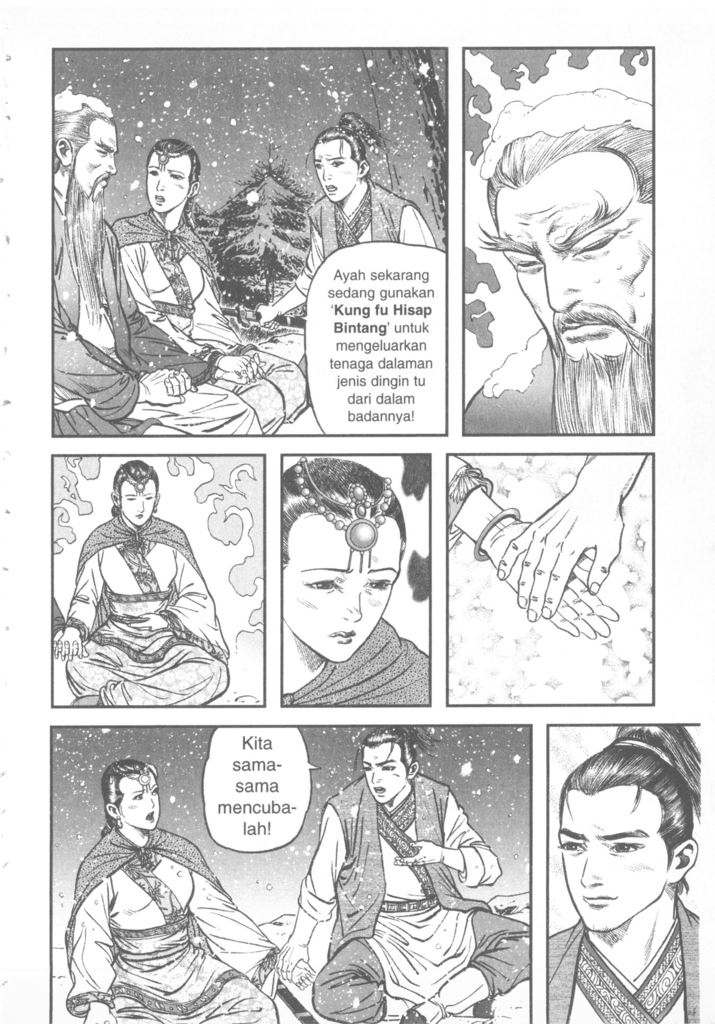 Ayah sekarang
sedang gunakan
'Kung fu Hisap
Bintang' untuk
mengeluarkan
tenaga dalaman
jenis dingin tu
dari dalam
badannya!
Kita
sama-
sama
mencuba-
lah!